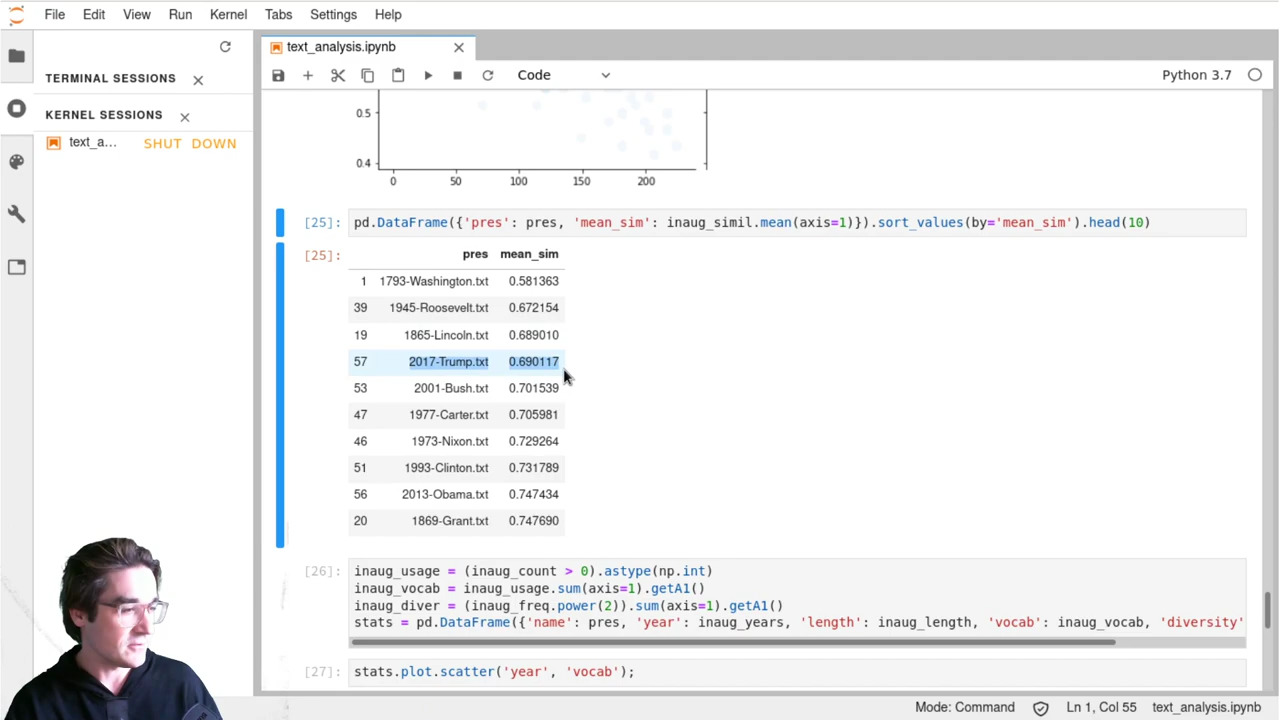 File Edit View Run Kernel Tabs Settings Help
TERMINAL SESSIONS
KERNEL SESSIONS
text_a... SHUT DOWN
text_analysis.ipynb
Code
Python 3.7
0.5
0.4
0 50 100 150 200
[25]: pd.DataFrame({'pres': pres, 'mean_sim': inaug_simil.mean(axis=1)}).sort_values(by='mean_sim').head(10)
[25]: pres mean_sim
1 1793-Washington.txt 0.581363
39 1945-Roosevelt.txt 0.672154
19 1865-Lincoln.txt 0.689010
57 2017-Trump.txt 0.690117
53 2001-Bush.txt 0.701539
47 1977-Carter.txt 0.705981
46 1973-Nixon.txt 0.729264
51 1993-Clinton.txt 0.731789
56 2013-Obama.txt 0.747434
20 1869-Grant.txt 0.747690
[26]: inaug_usage = (inaug_count > 0).astype(np.int)
inaug_vocab = inaug_usage.sum(axis=1).getA1()
inaug_diver = (inaug_freq.power(2)).sum(axis=1).getA1()
stats = pd.DataFrame({'name': pres, 'year': inaug_years, 'length': inaug_length, 'vocab': inaug_vocab, 'diversity'
[27]: stats.plot.scatter('year', 'vocab');
Mode: Command Ln 1, Col 55 text_analysis.ipynb